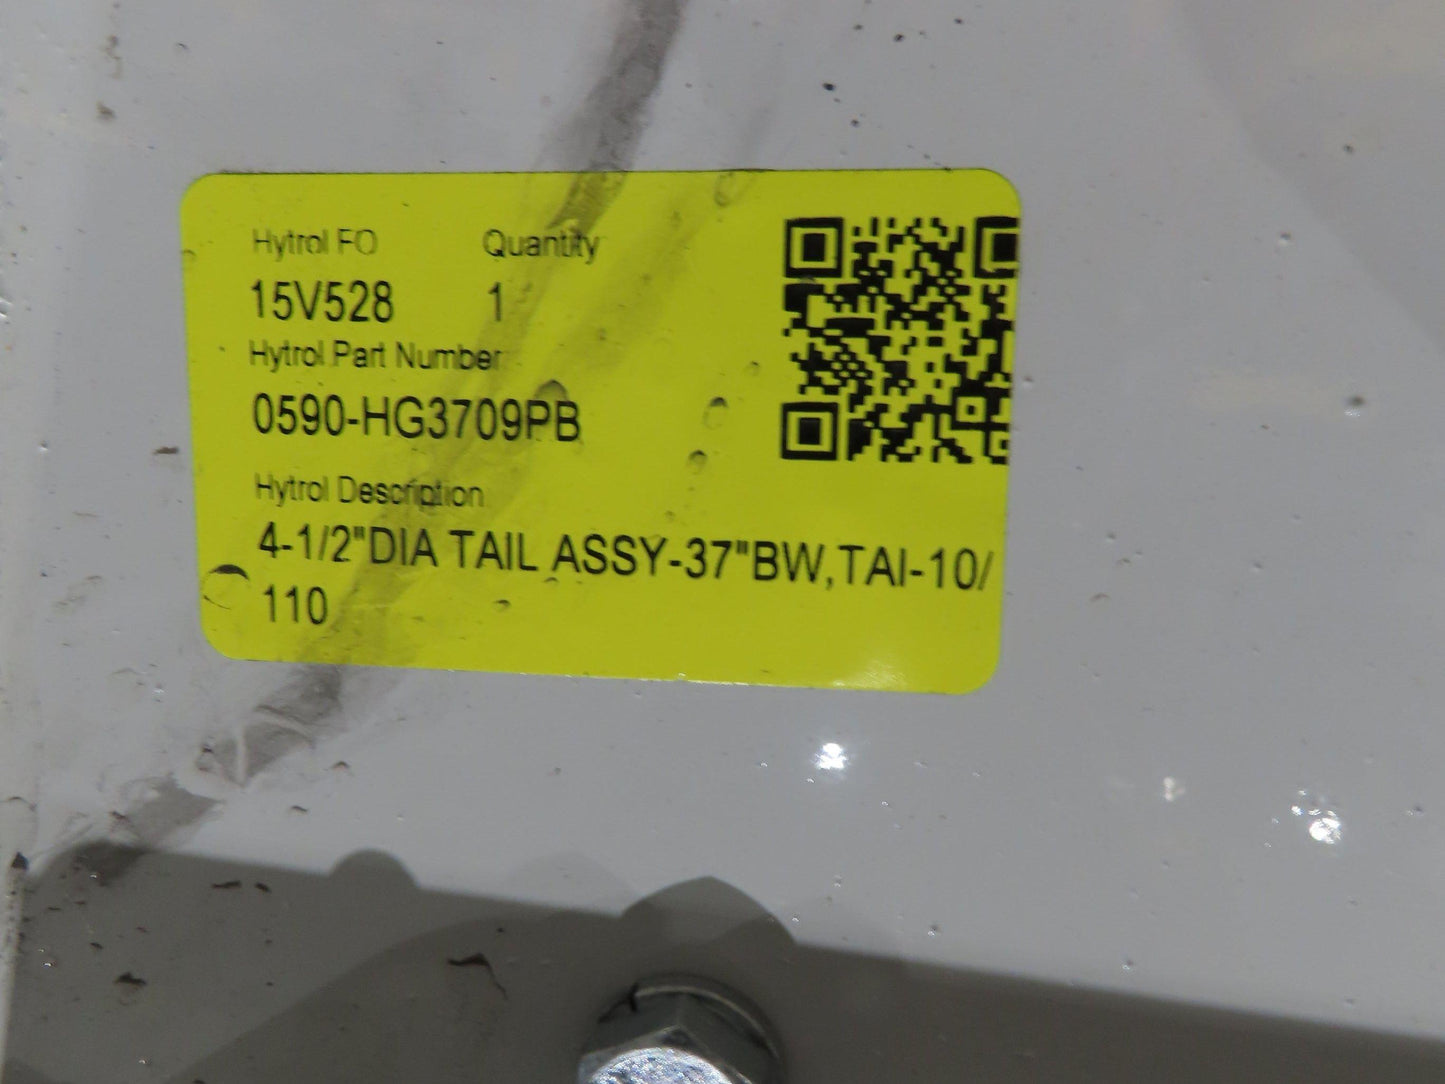 Hytrol FO Quantity
15V528 1
Hytrol Part Number
0590-HG3709PB
Hytrol Description
4-1/2"DIA TAIL ASSY-37"BW,TAI-10/
110